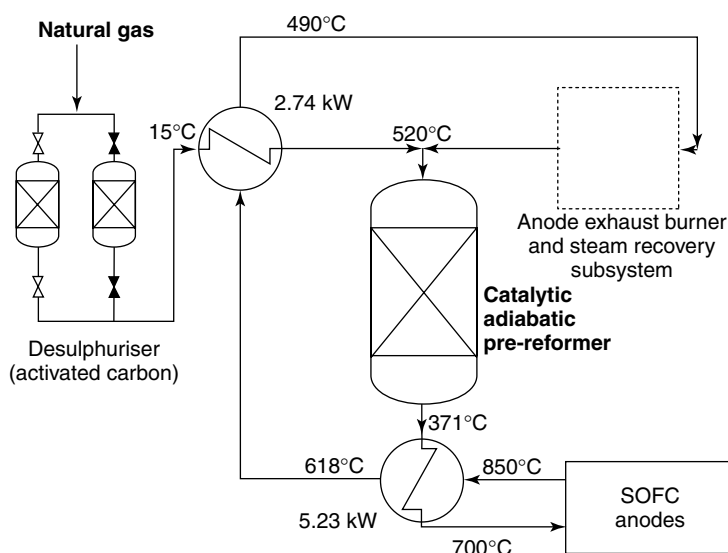 Natural gas
490°C
2.74 kW
15°C
520°C
Anode exhaust burner
and steam recovery
subsystem
Catalytic
adiabatic
pre-reformer
Desulphuriser
(activated carbon)
371°C
618°C
850°C
SOFC
anodes
5.23 kW
700°C